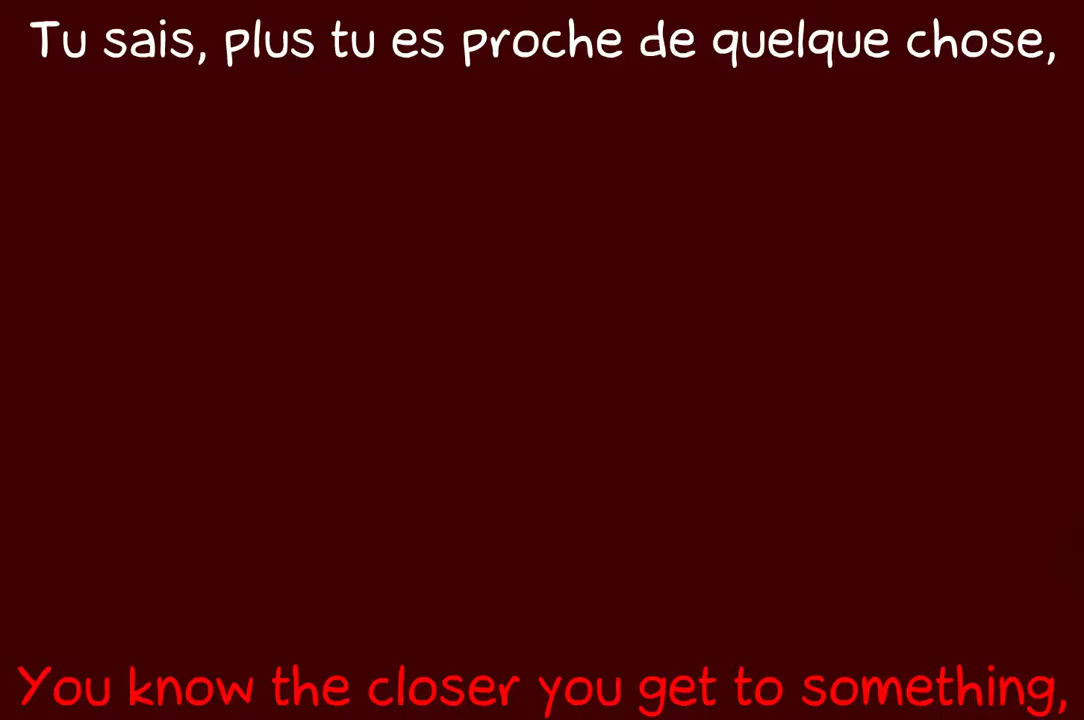 Tu sais, plus tu es proche de quelque chose,
You know the closer you get to something,